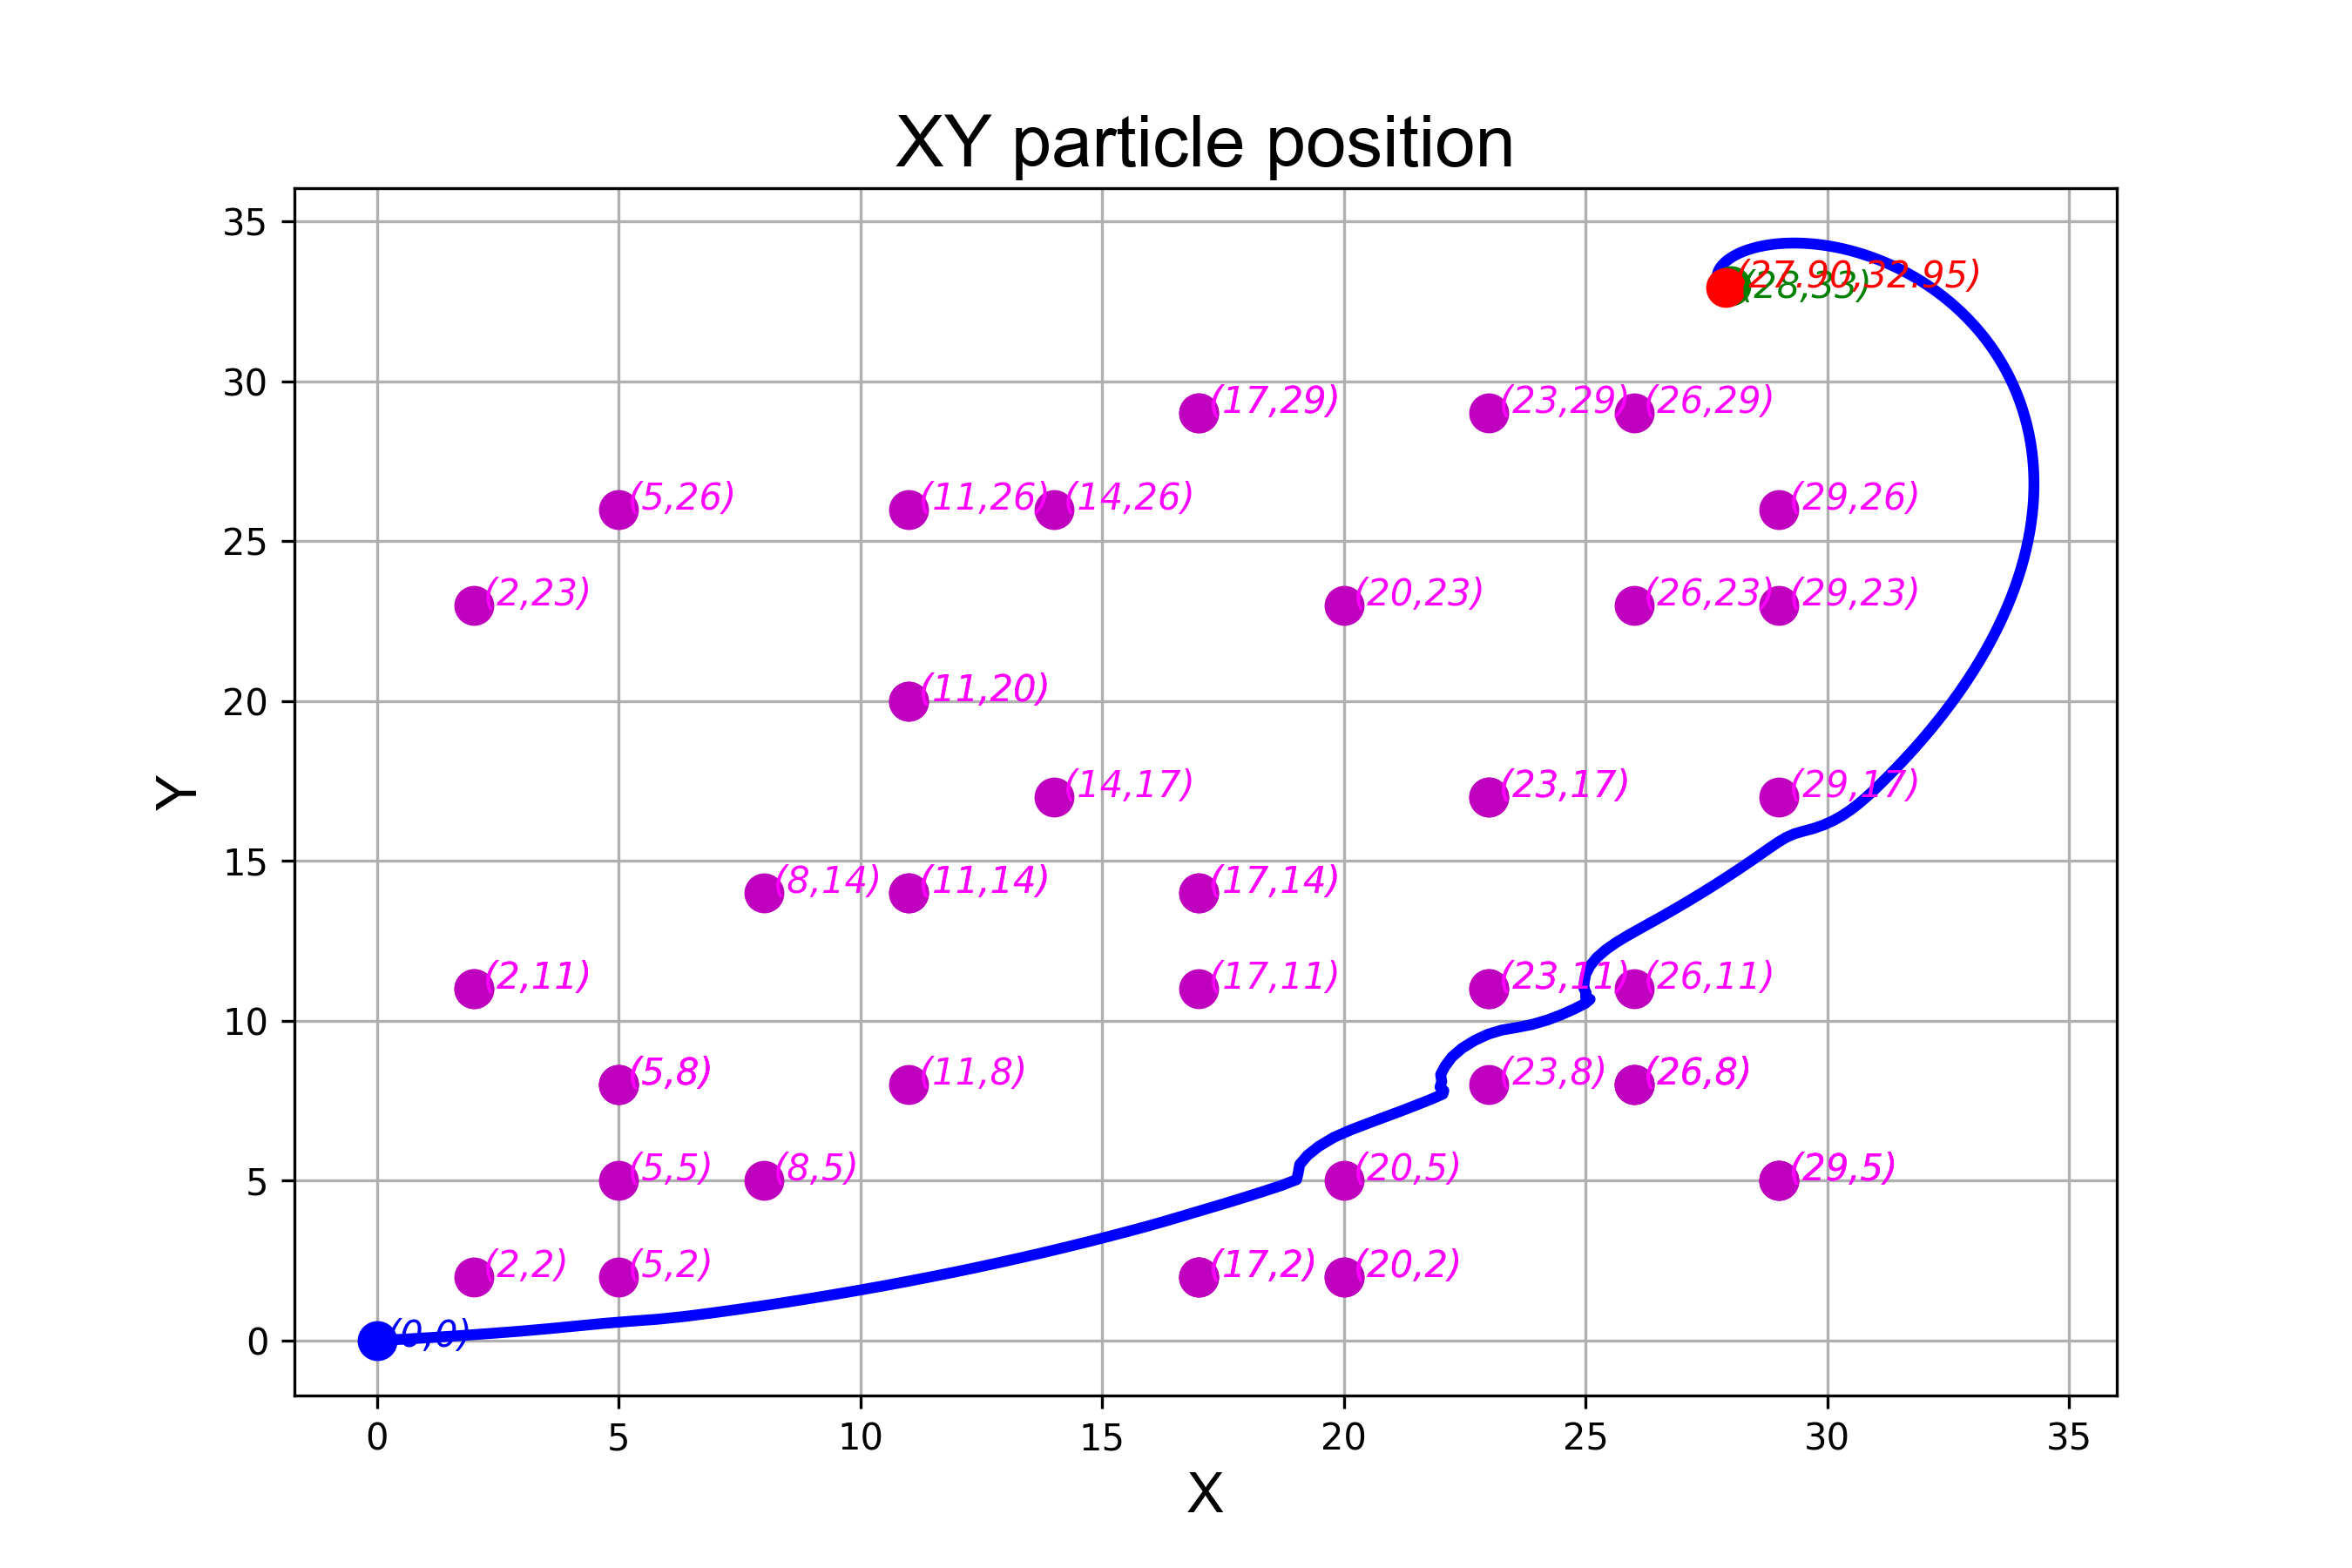 XY particle position
35
(27.90,32.95)
(28,33)
30
(17,29) (23,29) (26,29)
(5,26) (11,26) (14,26) (29,26)
25
(2,23) (20,23) (26,23) (29,23)
(11,20)
20
(14,17) (23,17) (29,17)
15
(8,14) (11,14) (17,14)
(2,11) (17,11) (23,11) (26,11)
10
(5,8) (11,8) (23,8) (26,8)
5
(5,5) (8,5) (20,5) (29,5)
(2,2) (5,2) (17,2) (20,2)
0
(0,0)
Y
0 5 10 15 20 25 30 35
X